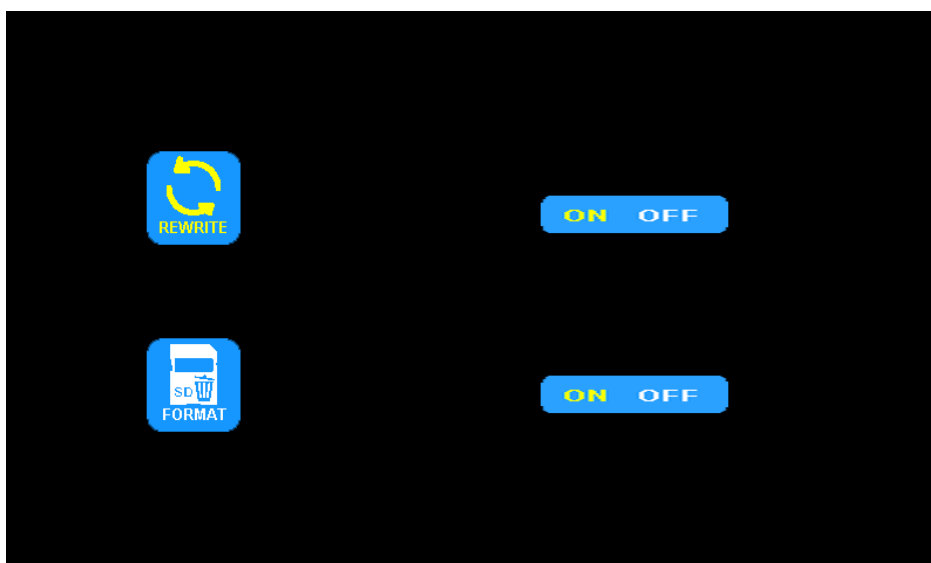 REWRITE
ON OFF
SD
FORMAT
ON OFF